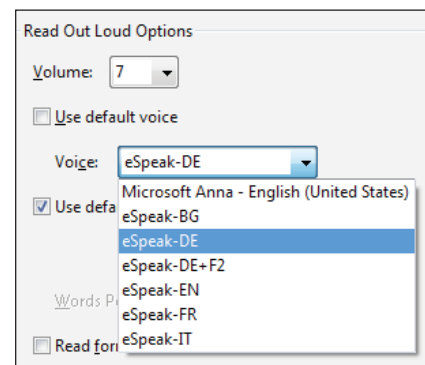 Read Out Loud Options
Volume: 7
Use default voice
Voice: eSpeak-DE
Microsoft Anna - English (United States)
Use defa
eSpeak-BG
eSpeak-DE
eSpeak-DE+F2
eSpeak-EN
Words P
eSpeak-FR
Read for
eSpeak-IT